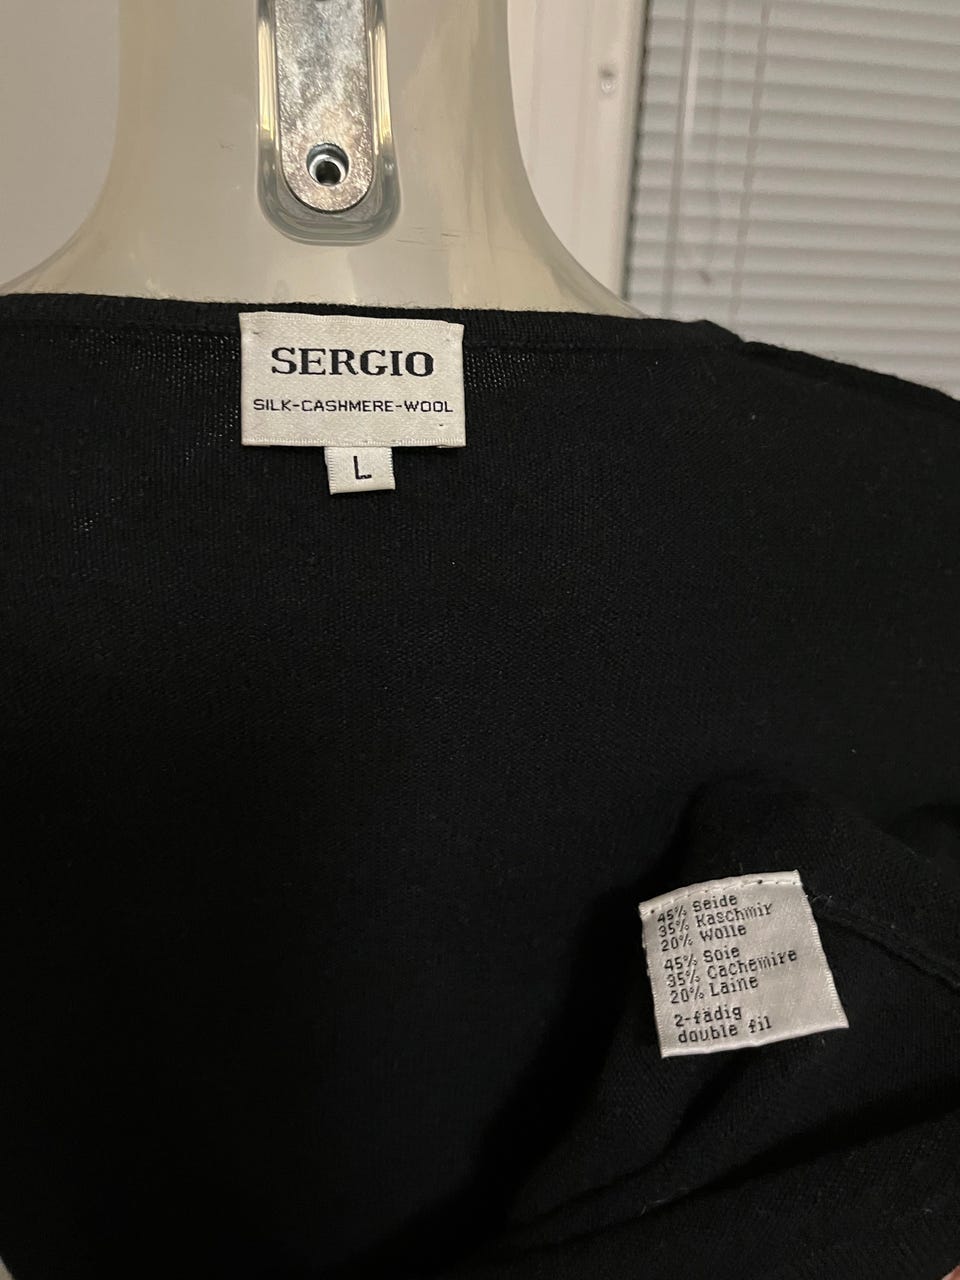 SERGIO
SILK-CASHMERE-WOOL
L
45% Seide
35% Kaschmir
20% Wolle
45% Soie
35% Cachemire
20% Laine
2-fädig
double fil